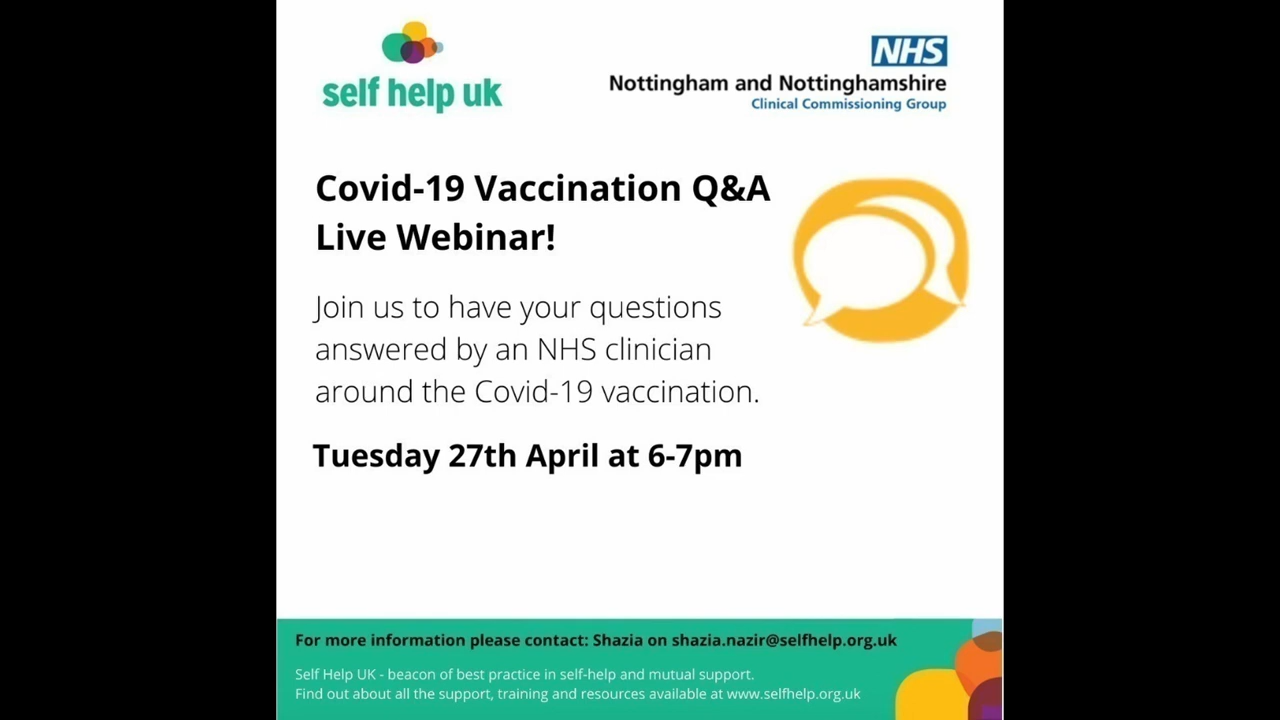 self help uk
NHS
Nottingham and Nottinghamshire
Clinical Commissioning Group
Covid-19 Vaccination Q&A
Live Webinar!
Join us to have your questions
answered by an NHS clinician
around the Covid-19 vaccination.
Tuesday 27th April at 6-7pm
For more information please contact: Shazia on shazia.nazir@selfhelp.org.uk
Self Help UK - beacon of best practice in self-help and mutual support.
Find out about all the support, training and resources available at www.selfhelp.org.uk